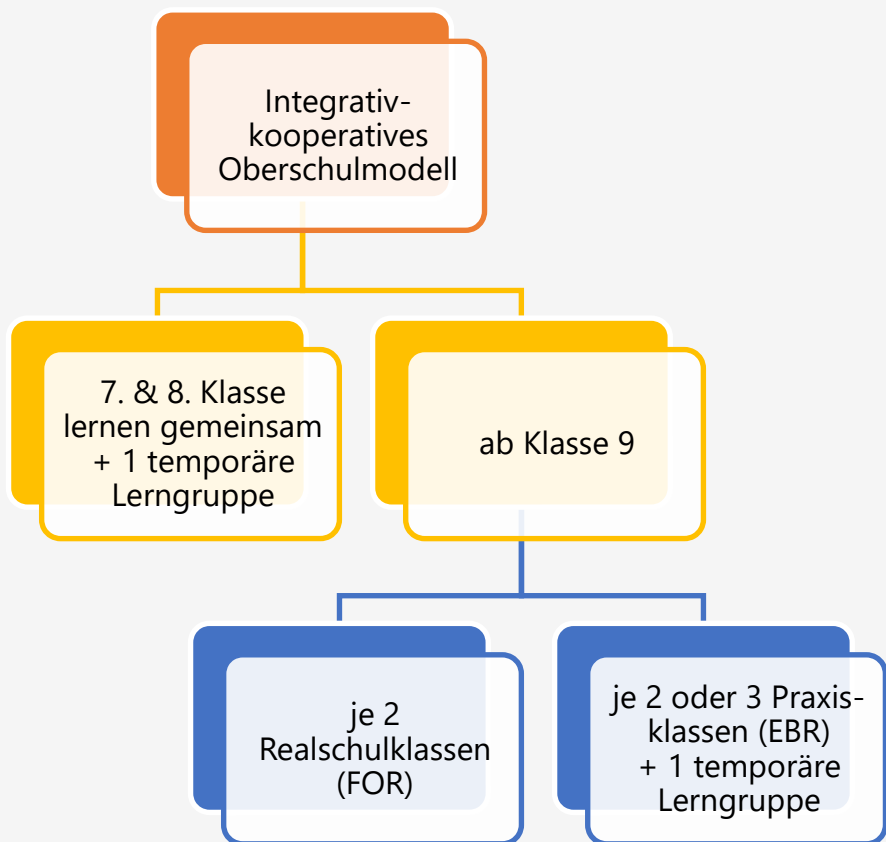 Integrativ-
kooperatives
Oberschulmodell
7. & 8. Klasse
lernen gemeinsam
+ 1 temporäre
Lerngruppe
ab Klasse 9
je 2
Realschulklassen
(FOR)
je 2 oder 3 Praxis-
klassen (EBR)
+ 1 temporäre
Lerngruppe